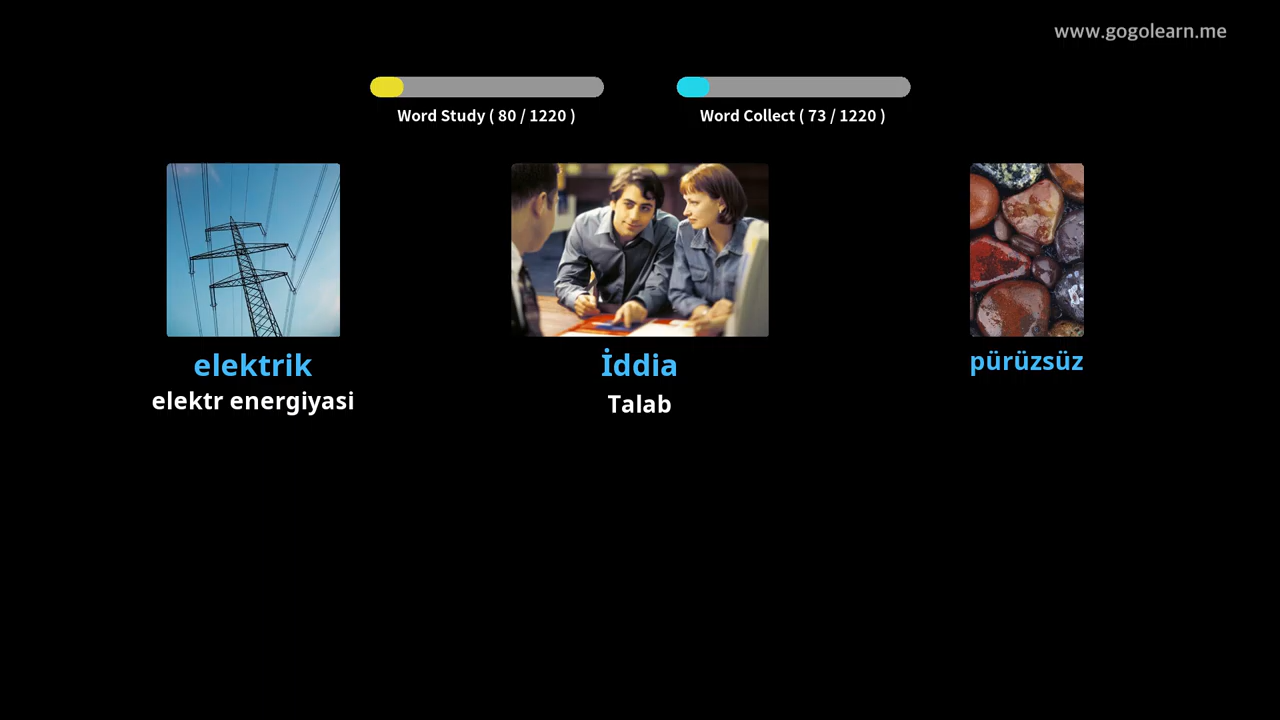 www.gogolearn.me
Word Study ( 80 / 1220 )
Word Collect ( 73 / 1220 )
elektrik
elektr energiyasi
İddia
Talab
pürüzsüz